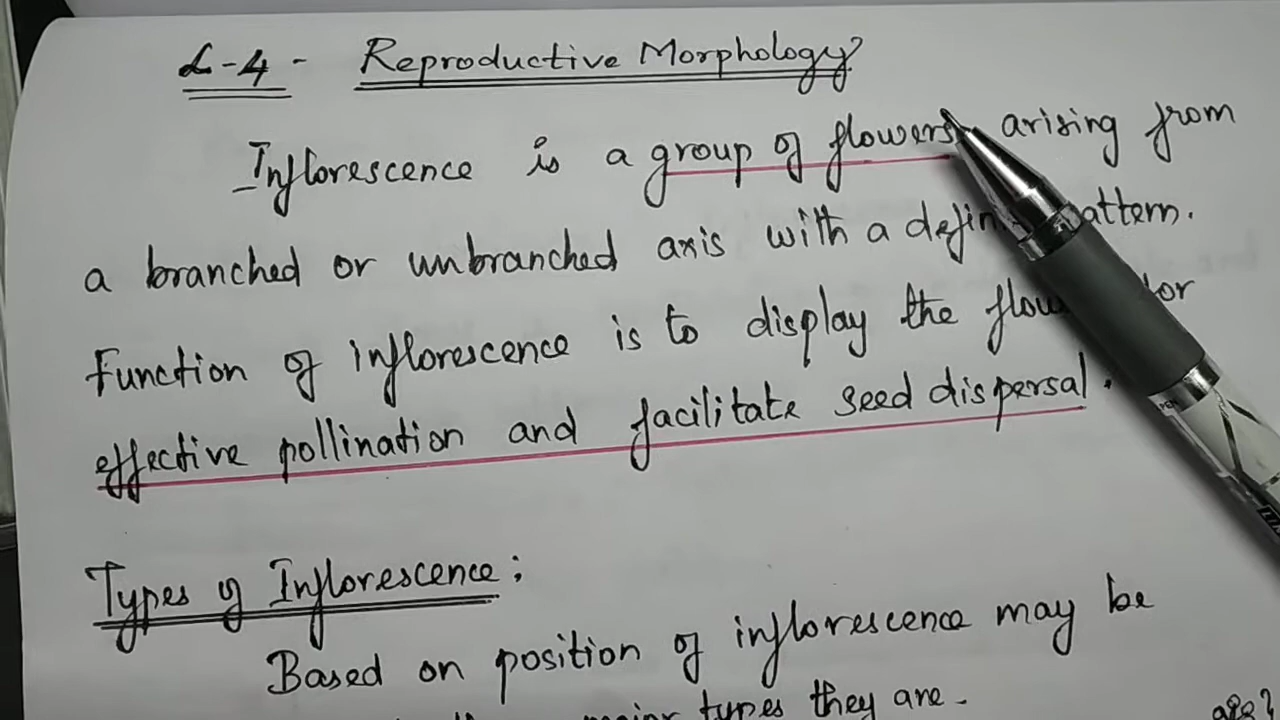 L-4 - Reproductive Morphology
Inflorescence is a group of flowers arising from
a branched or unbranched axis with a defin attern.
Function of inflorescence is to display the flow for
effective pollination and facilitate seed dispersal.
Types of Inflorescence:
Based on position of inflorescence may be
major types they are.